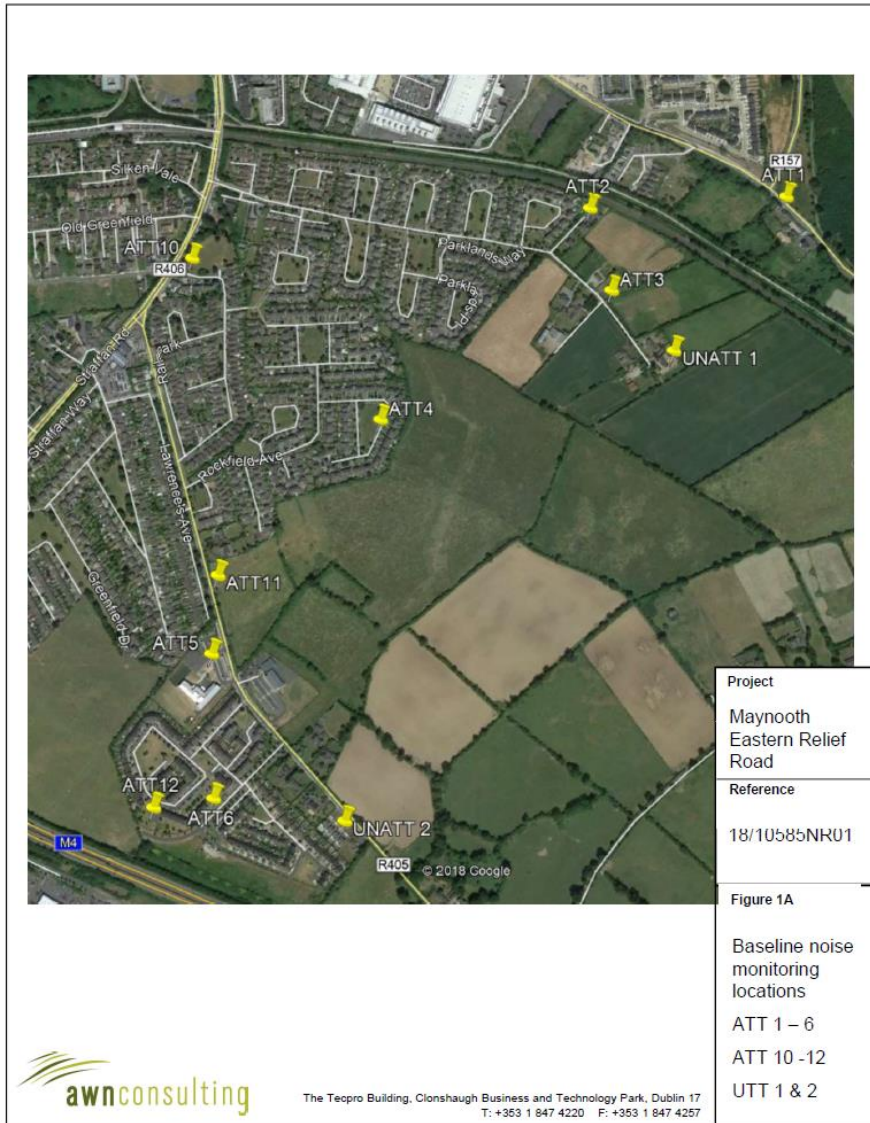 Silken Vale
Old Greenfield
ATT10
R406
Straffan Rd
Straffan Way
Rail Park
Lawrence's Ave
Rockfield Ave
Greenfield D
Parklands Way
Parkla
ds Pl
ATT2
R157
ATT1
ATT3
UNATT 1
ATT4
ATT11
ATT5
ATT12
ATT6
UNATT 2
M4
R405
© 2018 Google
Project
Maynooth
Eastern Relief
Road
Reference
18/10585NR01
Figure 1A
Baseline noise
monitoring
locations
ATT 1 – 6
ATT 10 -12
UTT 1 & 2
awnconsulting
The Tecpro Building, Clonshaugh Business and Technology Park, Dublin 17
T: +353 1 847 4220 F: +353 1 847 4257